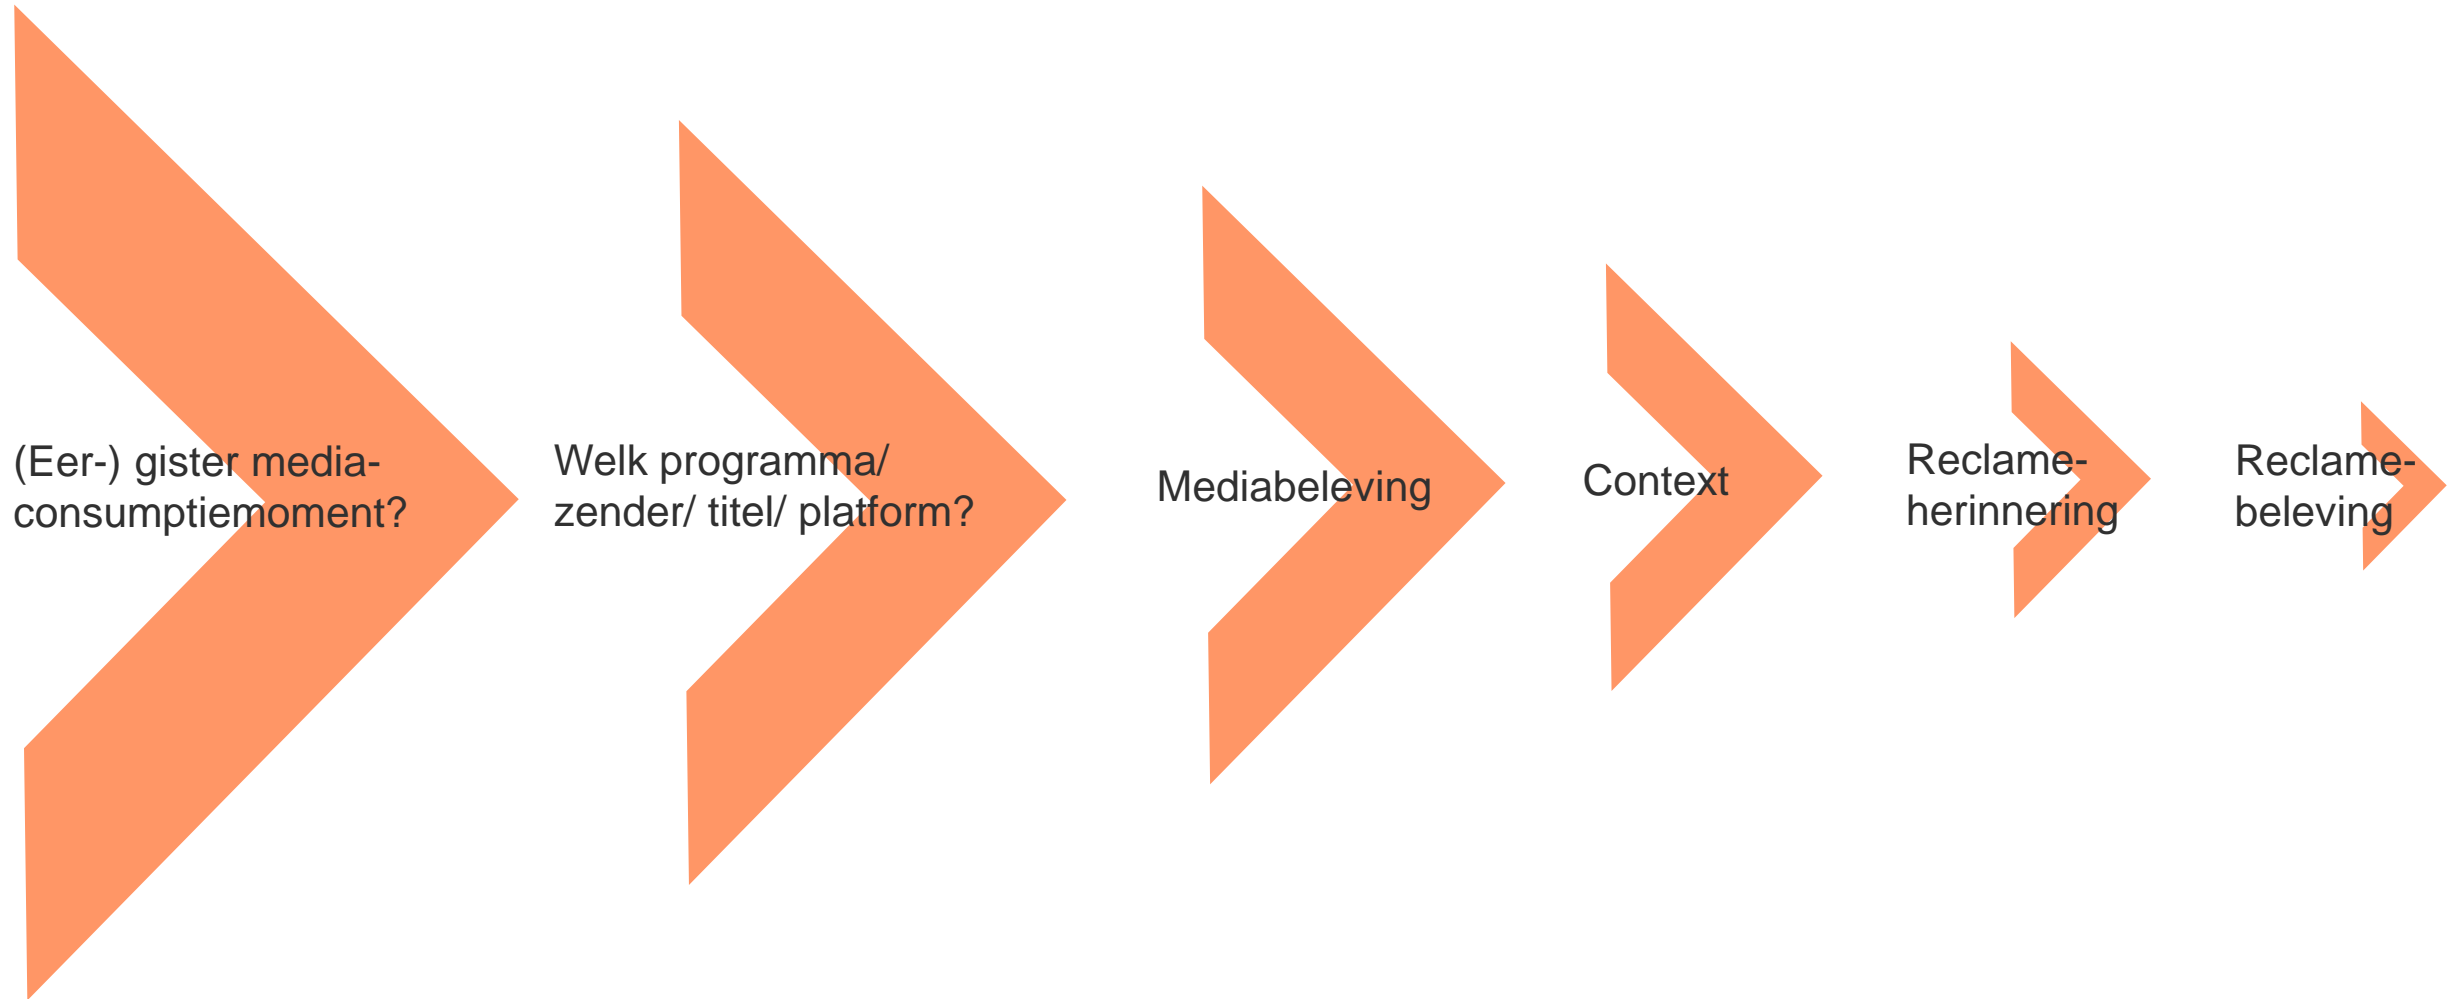 (Eer-) gister media-
consumptiemoment?
Welk programma/
zender/ titel/ platform?
Mediabeleving
Context
Reclame-
herinnering
Reclame-
beleving